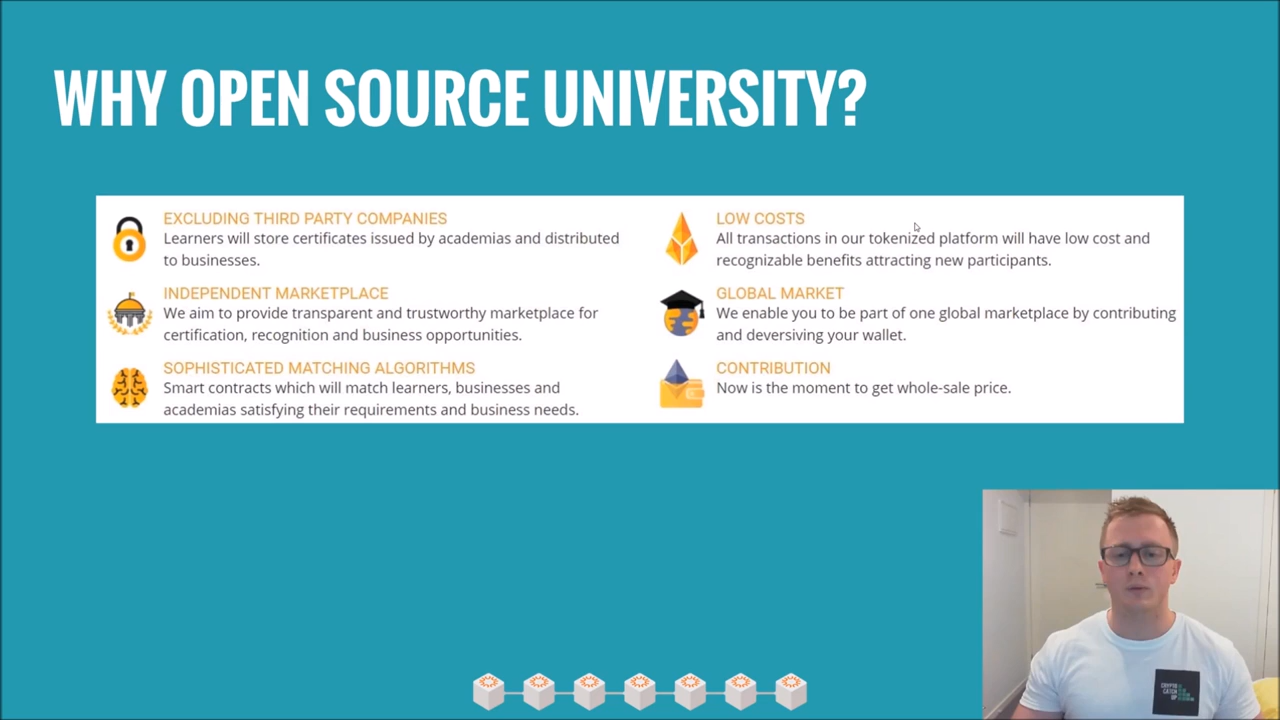 WHY OPEN SOURCE UNIVERSITY?
EXCLUDING THIRD PARTY COMPANIES
Learners will store certificates issued by academias and distributed
to businesses.
INDEPENDENT MARKETPLACE
We aim to provide transparent and trustworthy marketplace for
certification, recognition and business opportunities.
SOPHISTICATED MATCHING ALGORITHMS
Smart contracts which will match learners, businesses and
academias satisfying their requirements and business needs.
LOW COSTS
All transactions in our tokenized platform will have low cost and
recognizable benefits attracting new participants.
GLOBAL MARKET
We enable you to be part of one global marketplace by contributing
and deversiving your wallet.
CONTRIBUTION
Now is the moment to get whole-sale price.
CRYPTO
CATCH
UP